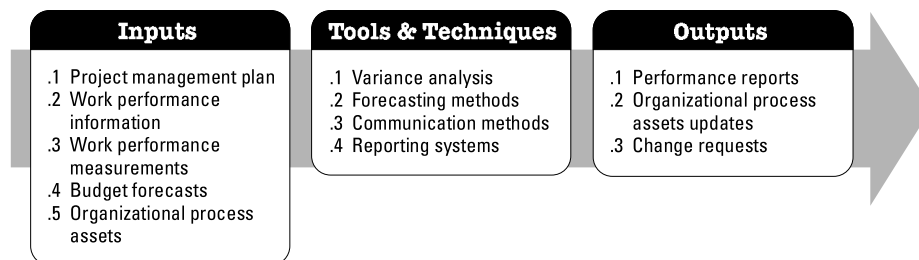 Inputs
.1 Project management plan
.2 Work performance
information
.3 Work performance
measurements
.4 Budget forecasts
.5 Organizational process
assets
Tools & Techniques
.1 Variance analysis
.2 Forecasting methods
.3 Communication methods
.4 Reporting systems
Outputs
.1 Performance reports
.2 Organizational process
assets updates
.3 Change requests